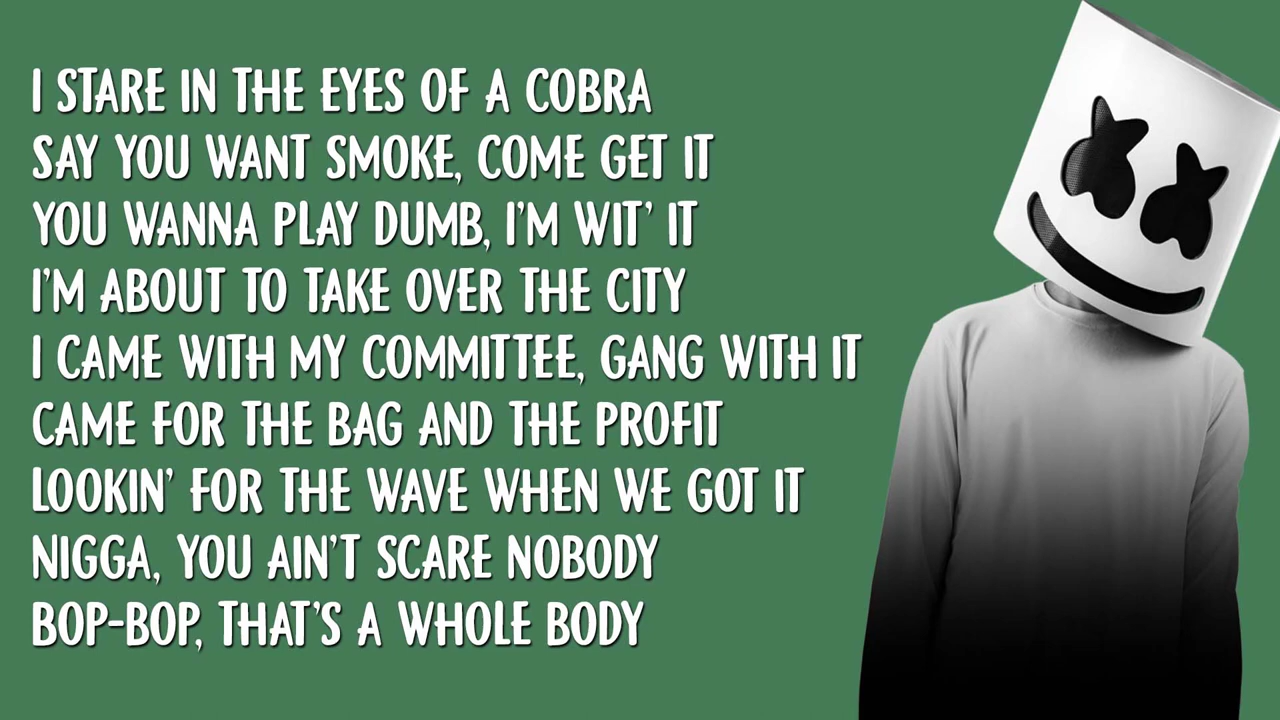 I STARE IN THE EYES OF A COBRA
SAY YOU WANT SMOKE, COME GET IT
YOU WANNA PLAY DUMB, I'M WIT' IT
I'M ABOUT TO TAKE OVER THE CITY
I CAME WITH MY COMMITTEE, GANG WITH IT
CAME FOR THE BAG AND THE PROFIT
LOOKIN' FOR THE WAVE WHEN WE GOT IT
NIGGA, YOU AIN'T SCARE NOBODY
BOP-BOP, THAT'S A WHOLE BODY